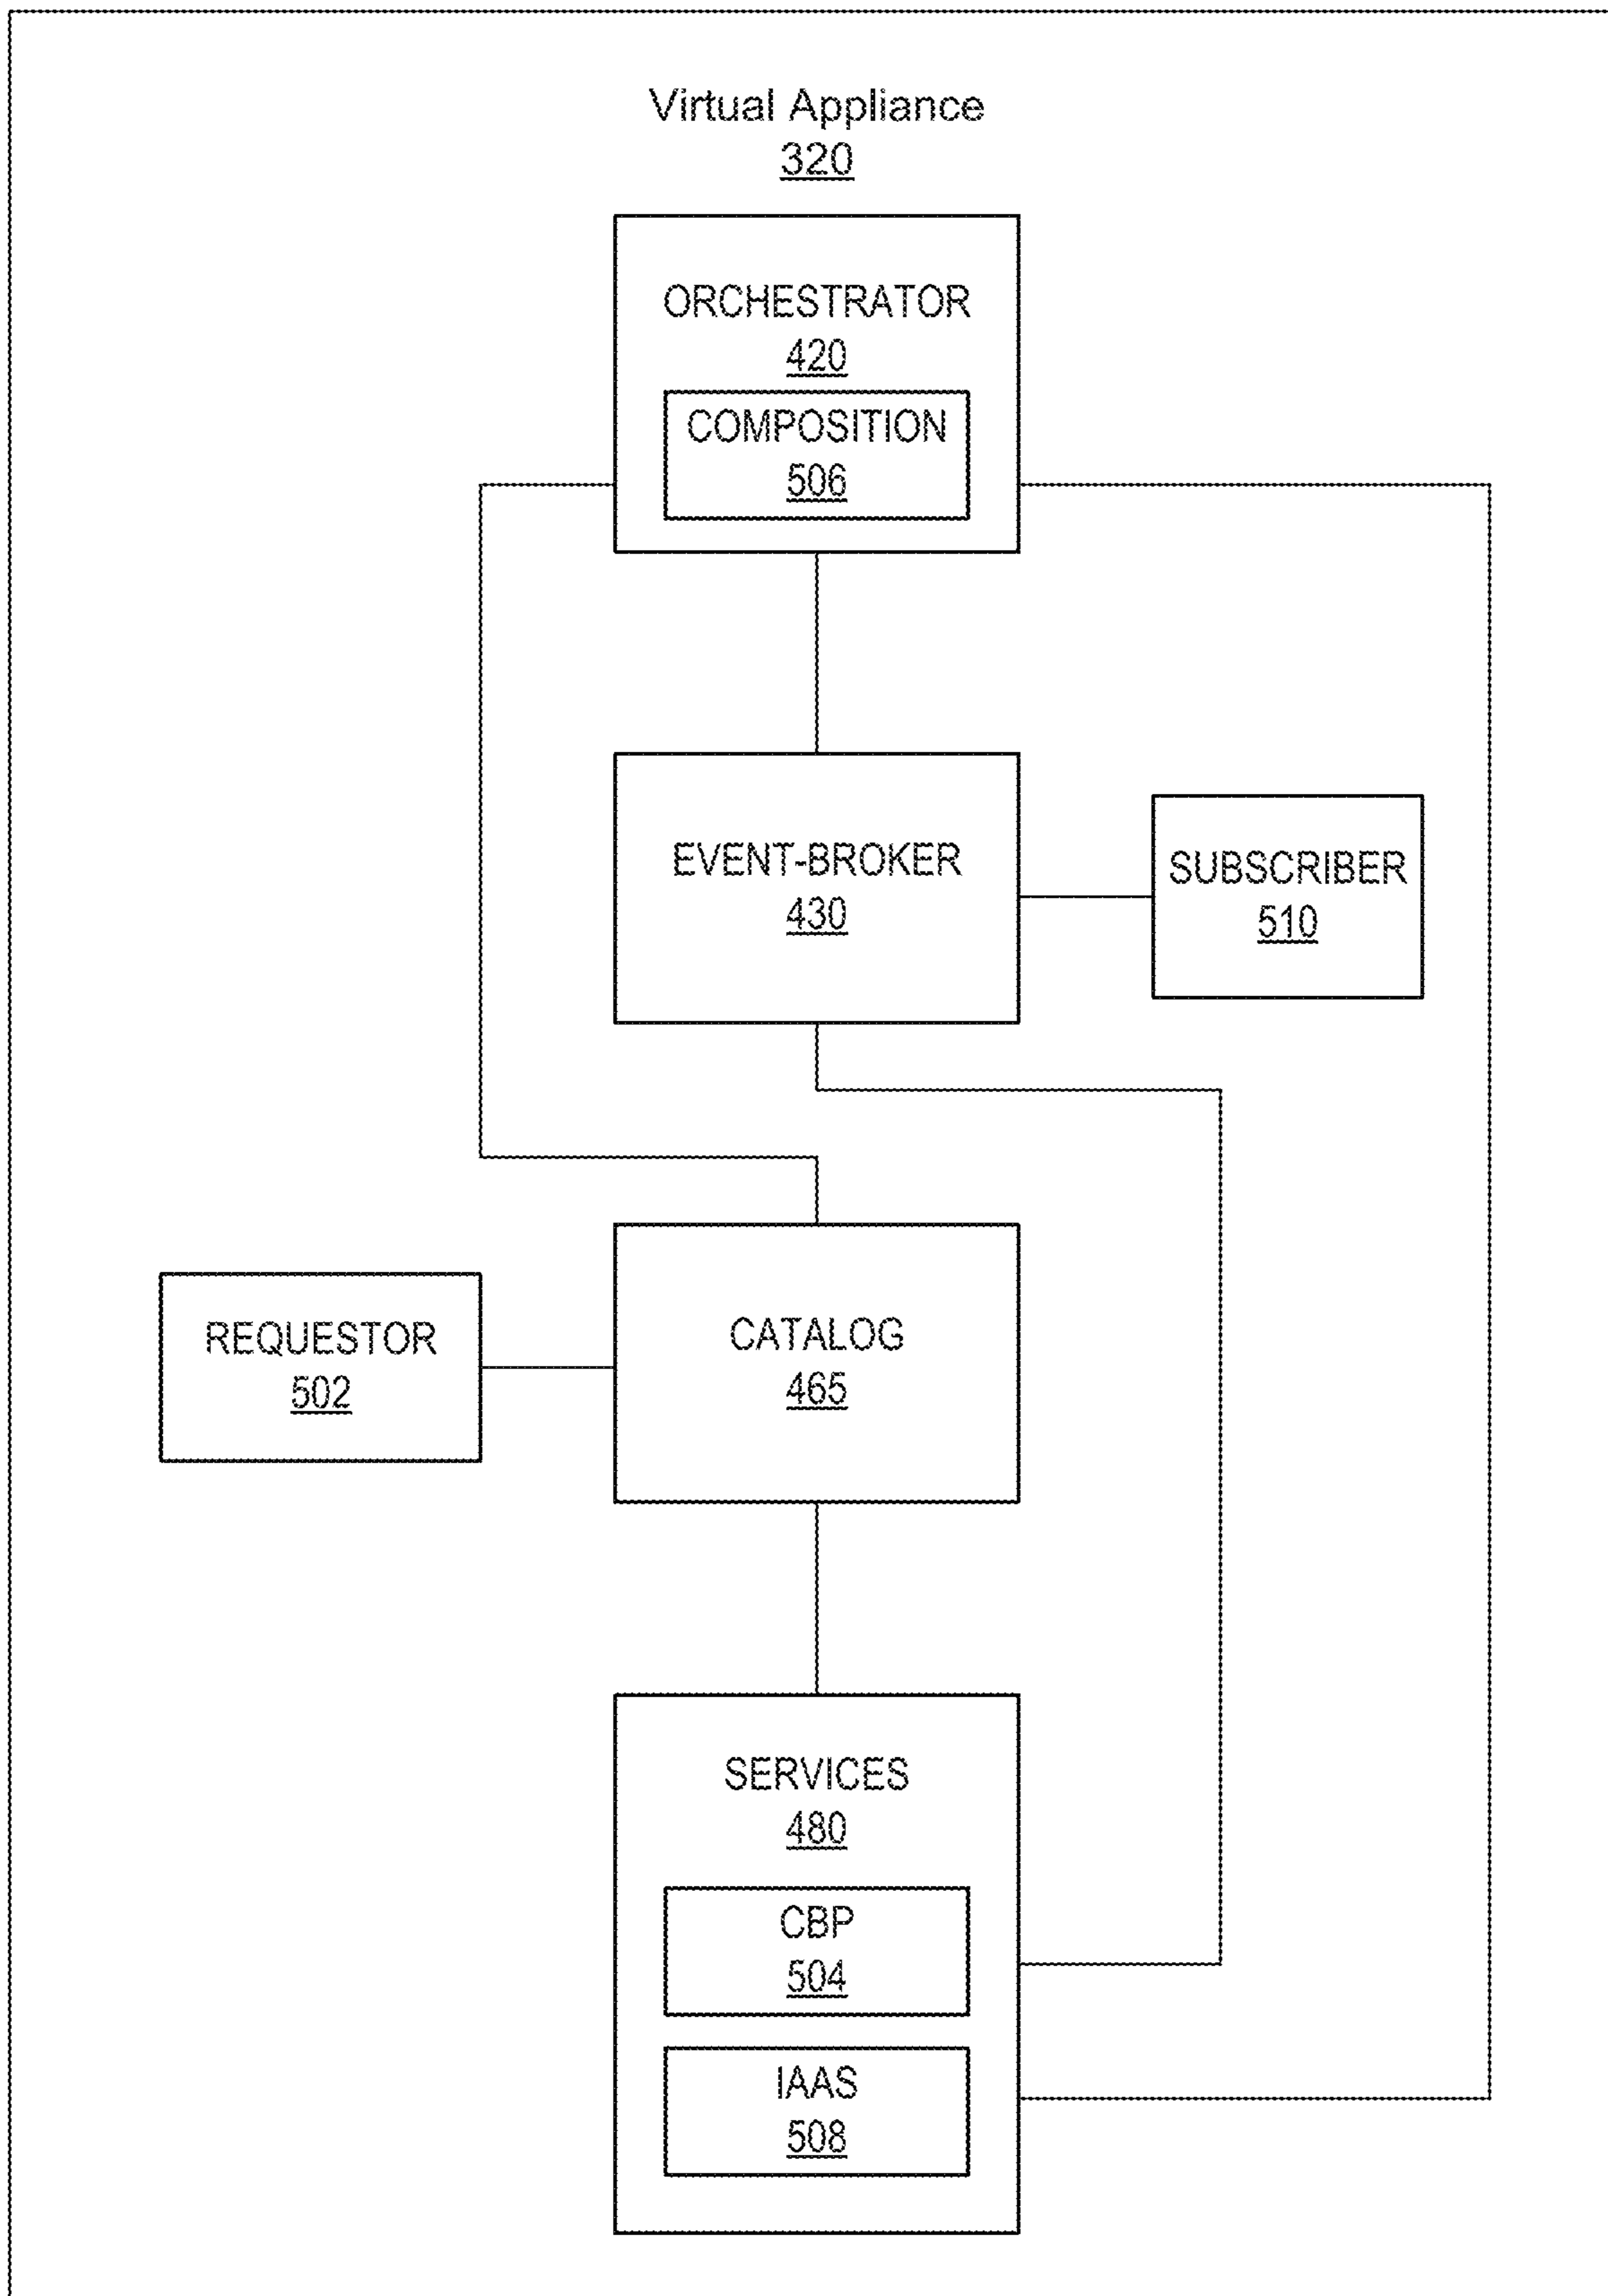 Virtual Appliance
320
ORCHESTRATOR
420
COMPOSITION
506
EVENT-BROKER
430
SUBSCRIBER
510
REQUESTOR
502
CATALOG
465
SERVICES
480
CBP
504
IAAS
508